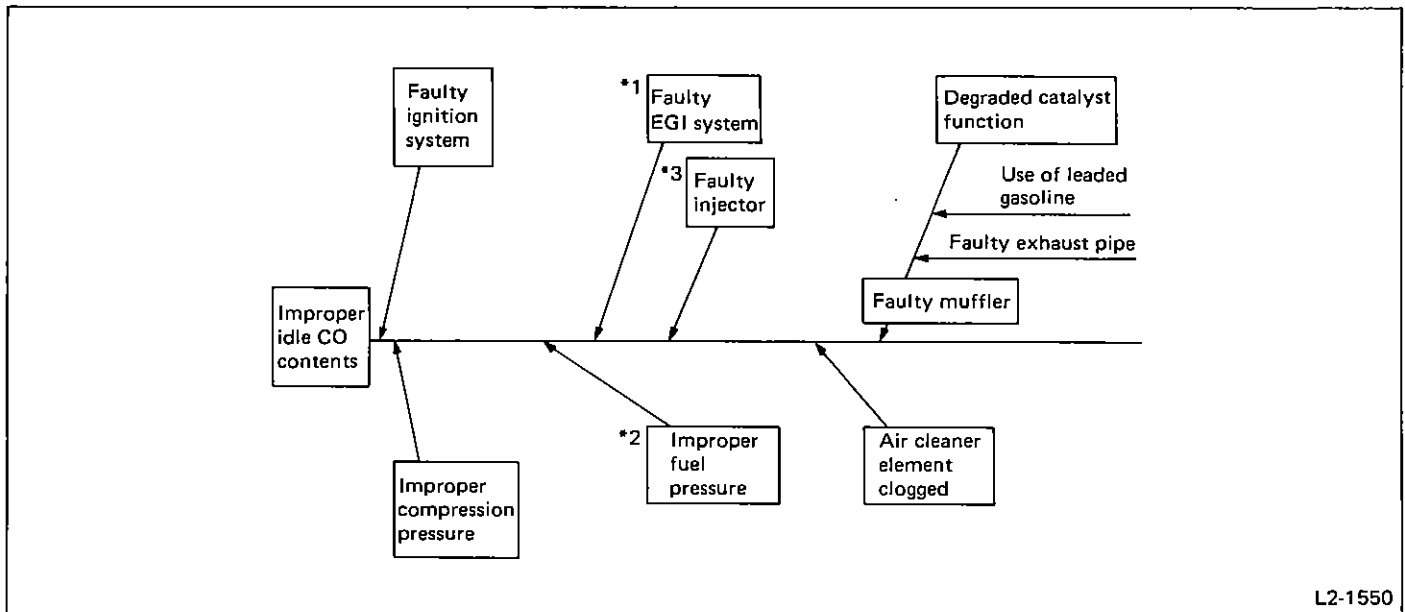 Faulty
ignition
system
*1
Faulty
EGI system
*3
Faulty
injector
Degraded catalyst
function
Use of leaded
gasoline
Faulty exhaust pipe
Faulty muffler
Improper
idle CO
contents
Improper
compression
pressure
*2
Improper
fuel
pressure
Air cleaner
element
clogged
L2-1550